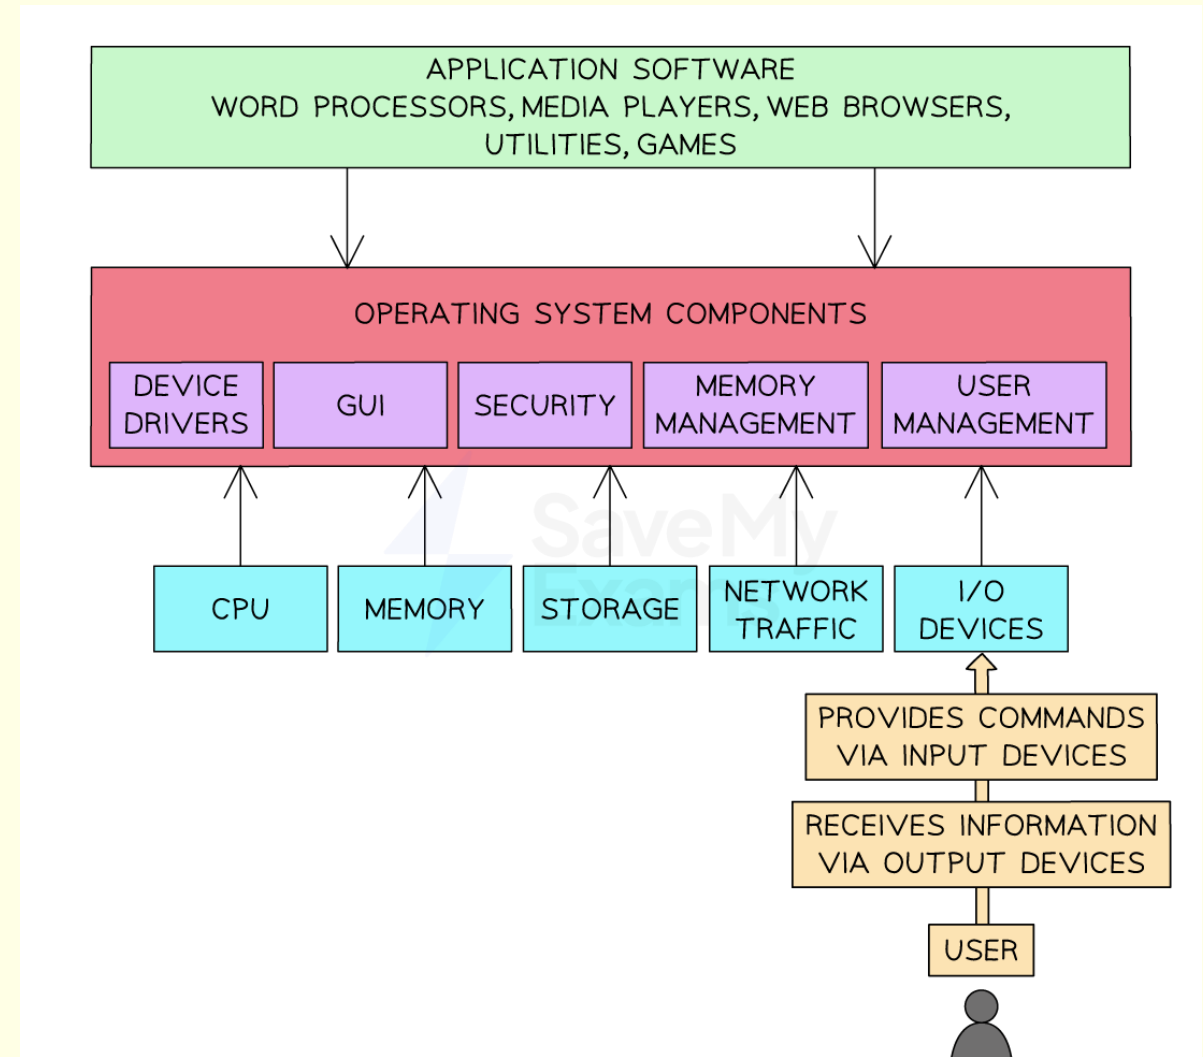 APPLICATION SOFTWARE
WORD PROCESSORS, MEDIA PLAYERS, WEB BROWSERS,
UTILITIES, GAMES
OPERATING SYSTEM COMPONENTS
DEVICE
DRIVERS
GUI
SECURITY
MEMORY
MANAGEMENT
USER
MANAGEMENT
SaveMy
Exams
CPU
MEMORY
STORAGE
NETWORK
TRAFFIC
I/O
DEVICES
PROVIDES COMMANDS
VIA INPUT DEVICES
RECEIVES INFORMATION
VIA OUTPUT DEVICES
USER